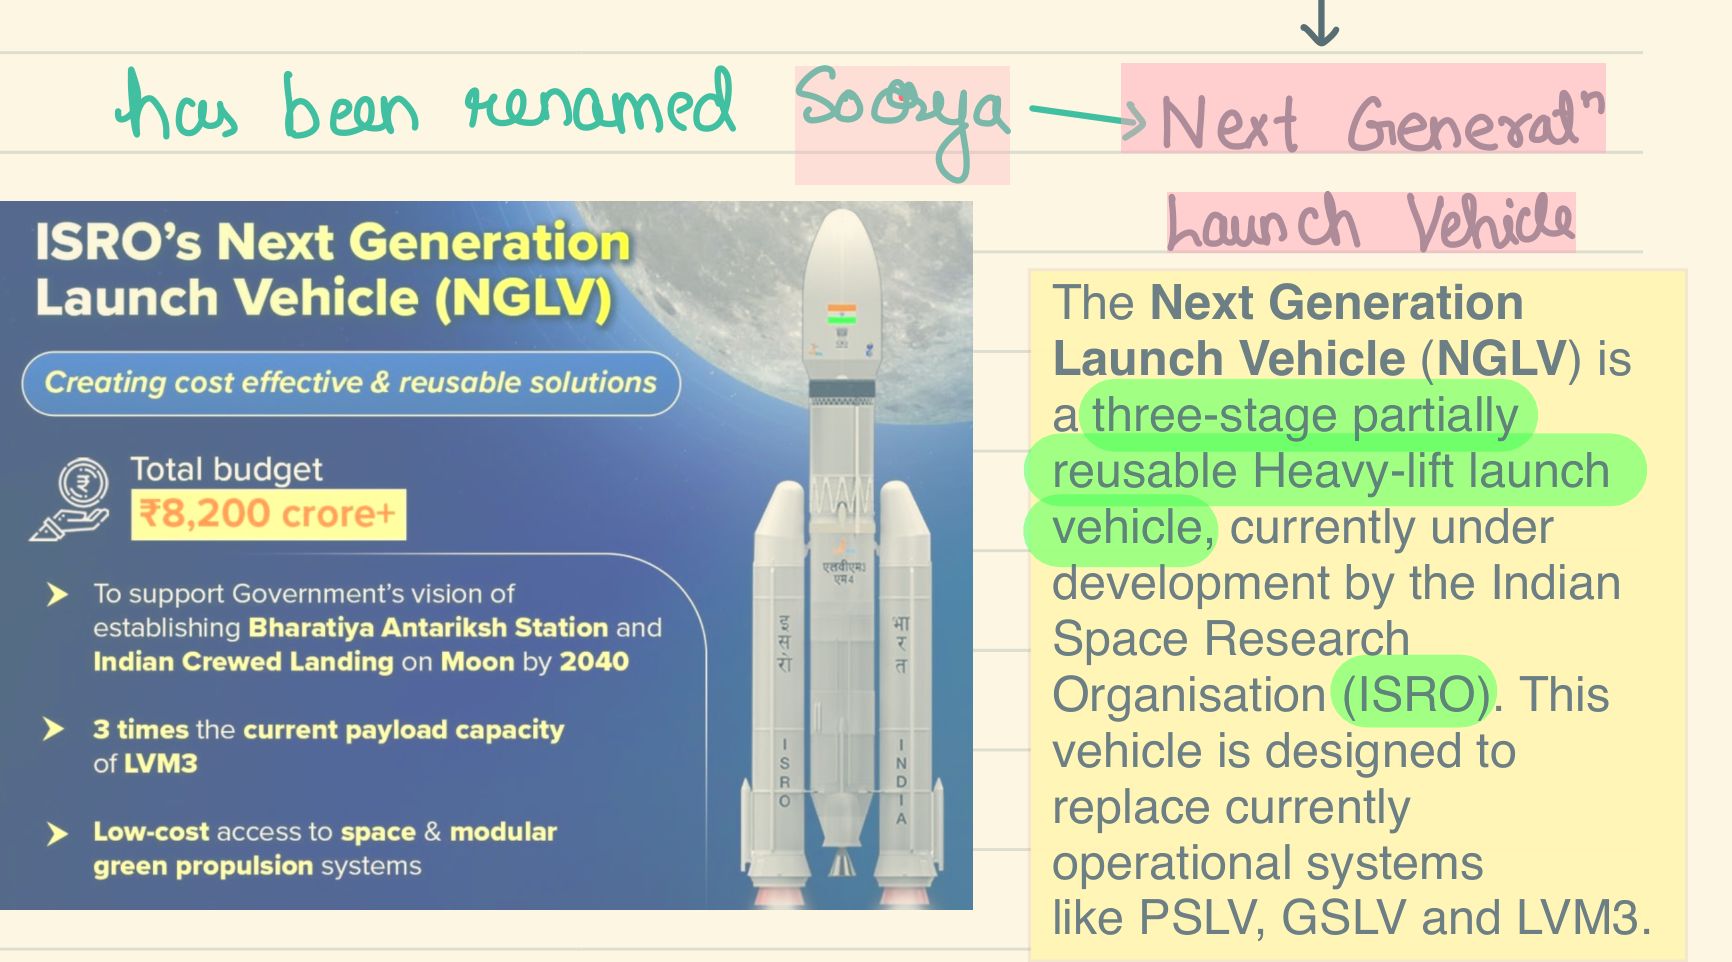 has been renamed Soorya → Next Generatⁿ
Launch Vehicle
ISRO's Next Generation
Launch Vehicle (NGLV)
Creating cost effective & reusable solutions
Total budget
₹8,200 crore+
➤ To support Government's vision of
establishing Bharatiya Antariksh Station and
Indian Crewed Landing on Moon by 2040
➤ 3 times the current payload capacity
of LVM3
➤ Low-cost access to space & modular
green propulsion systems
एलवीएम3
एम4
इसरो
भारत
ISRO
INDIA
The Next Generation
Launch Vehicle (NGLV) is
a three-stage partially
reusable Heavy-lift launch
vehicle, currently under
development by the Indian
Space Research
Organisation (ISRO). This
vehicle is designed to
replace currently
operational systems
like PSLV, GSLV and LVM3.